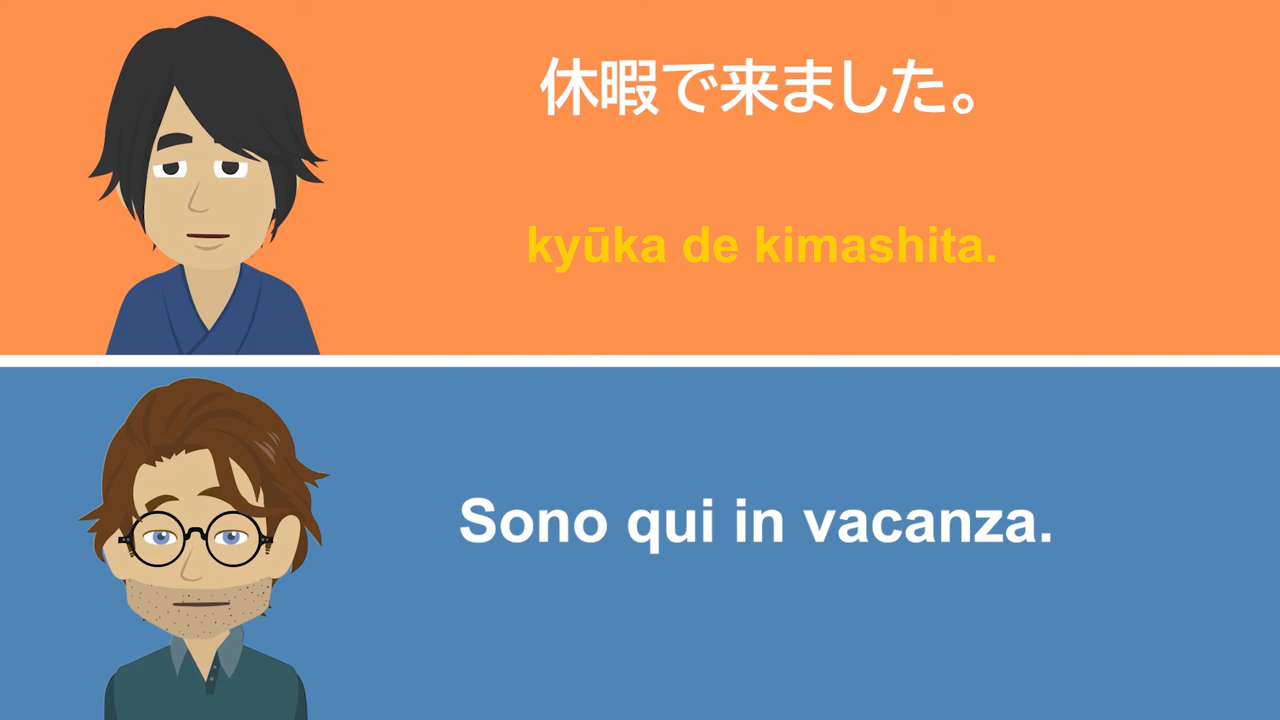 休暇で来ました。
kyūka de kimashita.
Sono qui in vacanza.